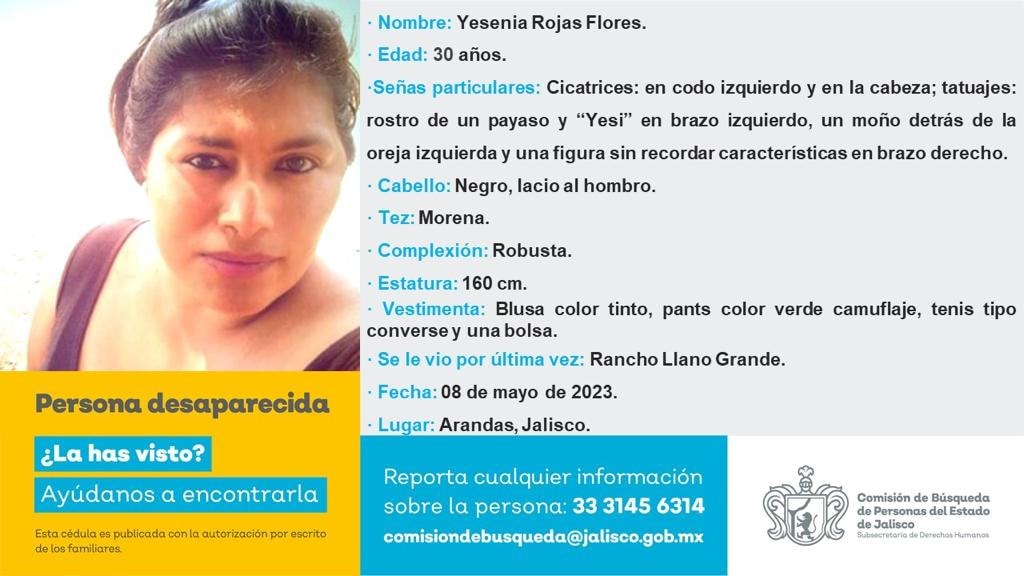 · Nombre: Yesenia Rojas Flores.
· Edad: 30 años.
·Señas particulares: Cicatrices: en codo izquierdo y en la cabeza; tatuajes:
rostro de un payaso y “Yesi” en brazo izquierdo, un moño detrás de la
oreja izquierda y una figura sin recordar características en brazo derecho.
· Cabello: Negro, lacio al hombro.
· Tez: Morena.
· Complexión: Robusta.
· Estatura: 160 cm.
· Vestimenta: Blusa color tinto, pants color verde camuflaje, tenis tipo
converse y una bolsa.
· Se le vio por última vez: Rancho Llano Grande.
· Fecha: 08 de mayo de 2023.
· Lugar: Arandas, Jalisco.
Persona desaparecida
¿La has visto?
Ayúdanos a encontrarla
Esta cédula es publicada con la autorización por escrito
de los familiares.
Reporta cualquier información
sobre la persona: 33 3145 6314
comisiondebusqueda@jalisco.gob.mx
Comisión de Búsqueda
de Personas del Estado
de Jalisco
Subsecretaría de Derechos Humanos